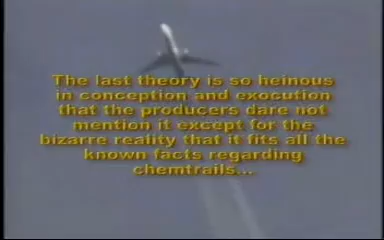 The last theory is so heinous
in conception and exocution
that the producers dare not
mention it except for the
bizarre reality that it fits all the
known facts regarding
chemtrails...